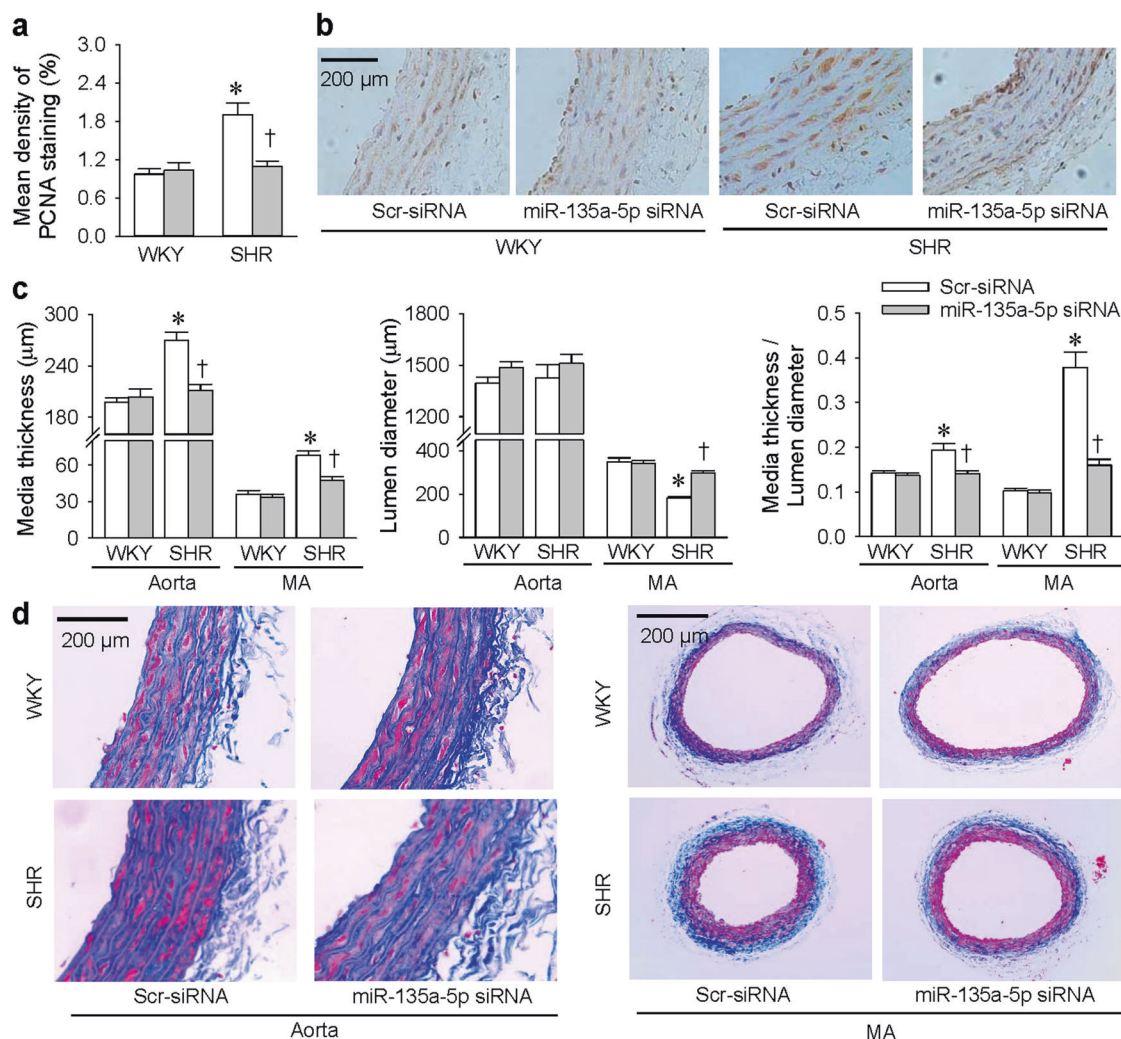 a
Mean density of
PCNA staining (%)
3.0
2.4
1.8
1.2
0.6
0.0
*
†
WKY SHR
b
200 μm
Scr-siRNA miR-135a-5p siRNA Scr-siRNA miR-135a-5p siRNA
WKY SHR
c
Scr-siRNA
miR-135a-5p siRNA
Media thickness (μm)
300
240
180
60
30
0
*
†
*
†
WKY SHR WKY SHR
Aorta MA
Lumen diameter (μm)
1800
1500
1200
400
200
0
*
†
WKY SHR WKY SHR
Aorta MA
Media thickness /
Lumen diameter
0.5
0.4
0.3
0.2
0.1
0.0
*
†
*
†
WKY SHR WKY SHR
Aorta MA
d
200 μm
200 μm
WKY
WKY
SHR
SHR
Scr-siRNA miR-135a-5p siRNA Scr-siRNA miR-135a-5p siRNA
Aorta MA